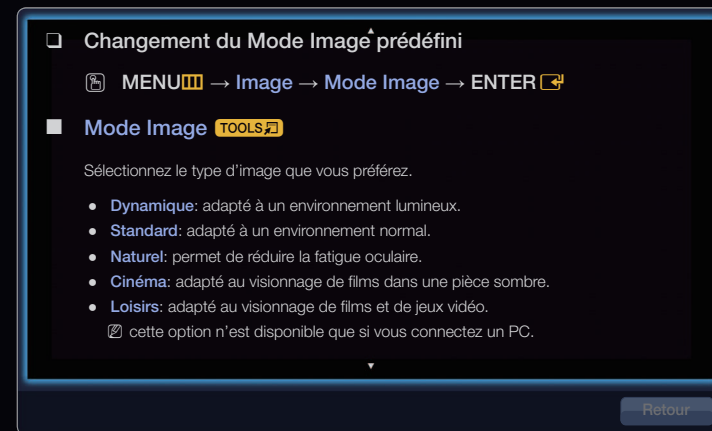 Changement du Mode Image prédéfini
MENU → Image → Mode Image → ENTER
Mode Image TOOLS
Sélectionnez le type d'image que vous préférez.
● Dynamique: adapté à un environnement lumineux.
● Standard: adapté à un environnement normal.
● Naturel: permet de réduire la fatigue oculaire.
● Cinéma: adapté au visionnage de films dans une pièce sombre.
● Loisirs: adapté au visionnage de films et de jeux vidéo.
cette option n'est disponible que si vous connectez un PC.
Retour